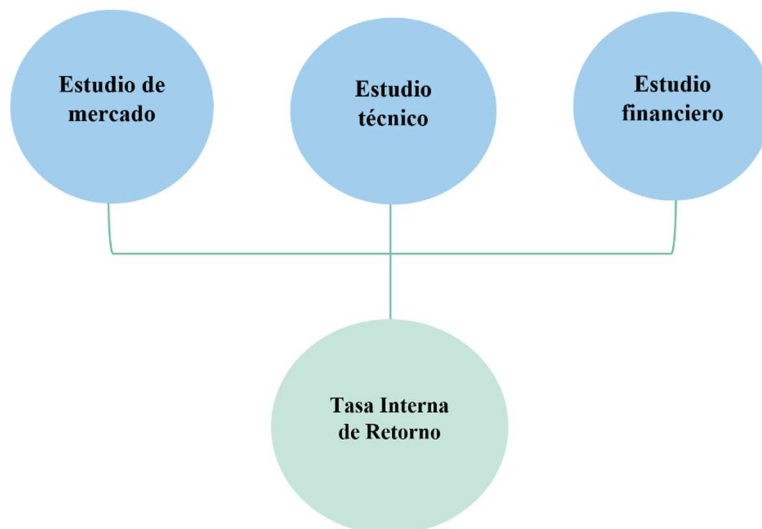 Estudio de
mercado
Estudio
técnico
Estudio
financiero
Tasa Interna
de Retorno